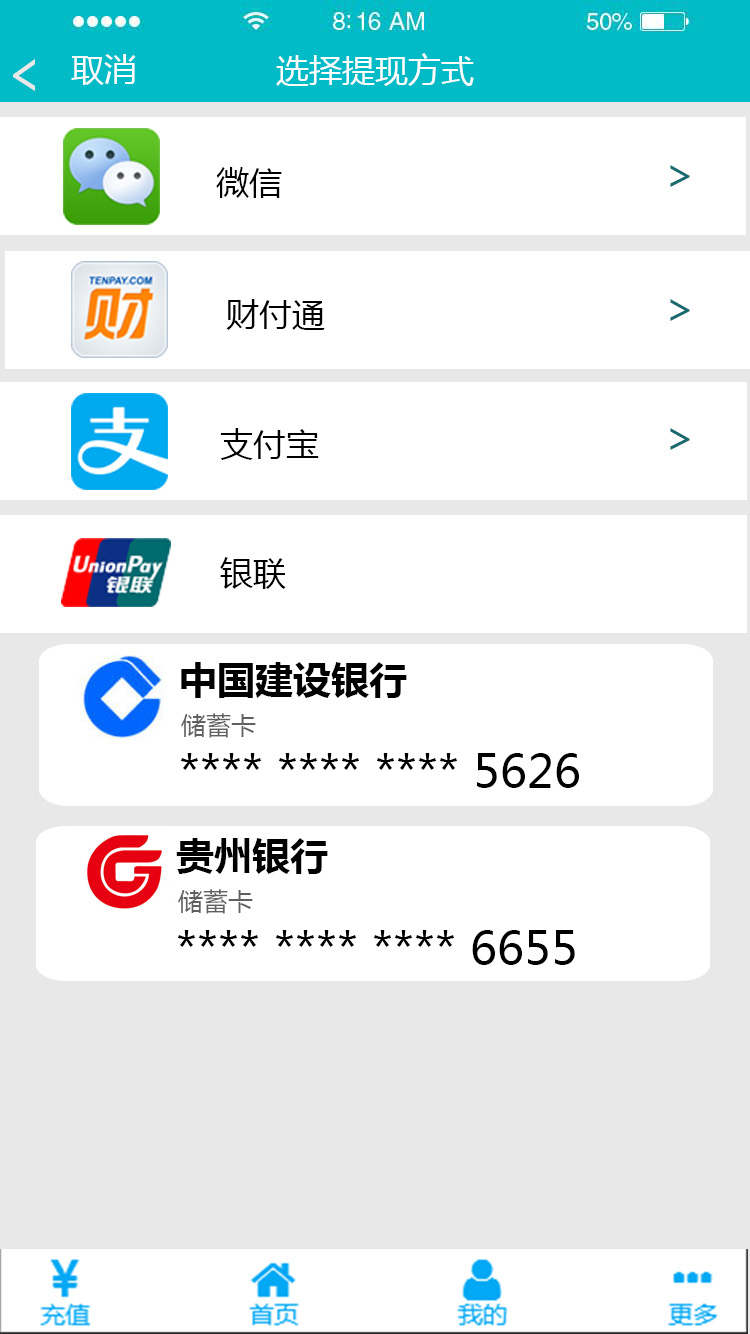 8:16 AM 50%
< 取消 选择提现方式
微信 >
TENPAY.COM
财
财付通 >
支
支付宝 >
UnionPay
银联
银联
中国建设银行
储蓄卡
**** **** **** 5626
贵州银行
储蓄卡
**** **** **** 6655
¥
充值 首页 我的 更多